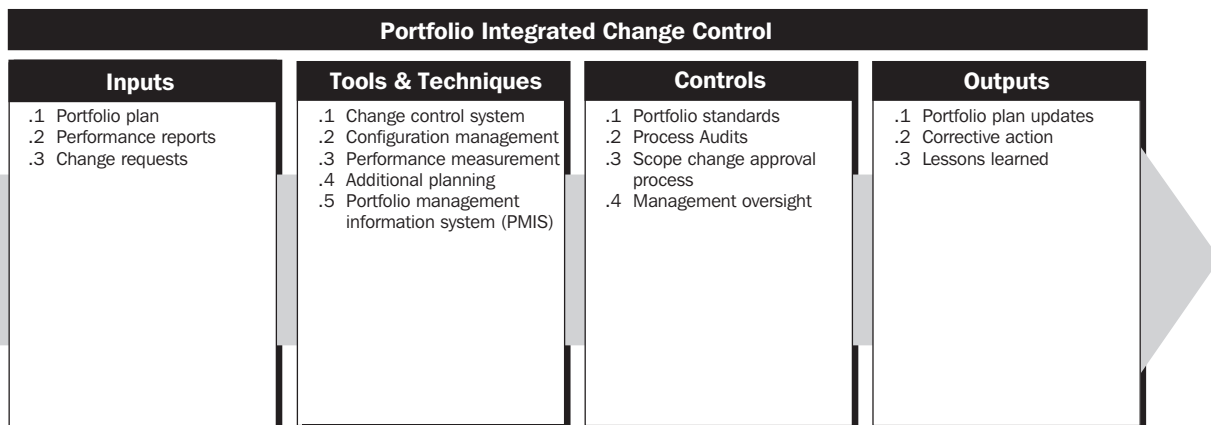 Portfolio Integrated Change Control
Inputs
.1 Portfolio plan
.2 Performance reports
.3 Change requests
Tools & Techniques
.1 Change control system
.2 Configuration management
.3 Performance measurement
.4 Additional planning
.5 Portfolio management
information system (PMIS)
Controls
.1 Portfolio standards
.2 Process Audits
.3 Scope change approval
process
.4 Management oversight
Outputs
.1 Portfolio plan updates
.2 Corrective action
.3 Lessons learned